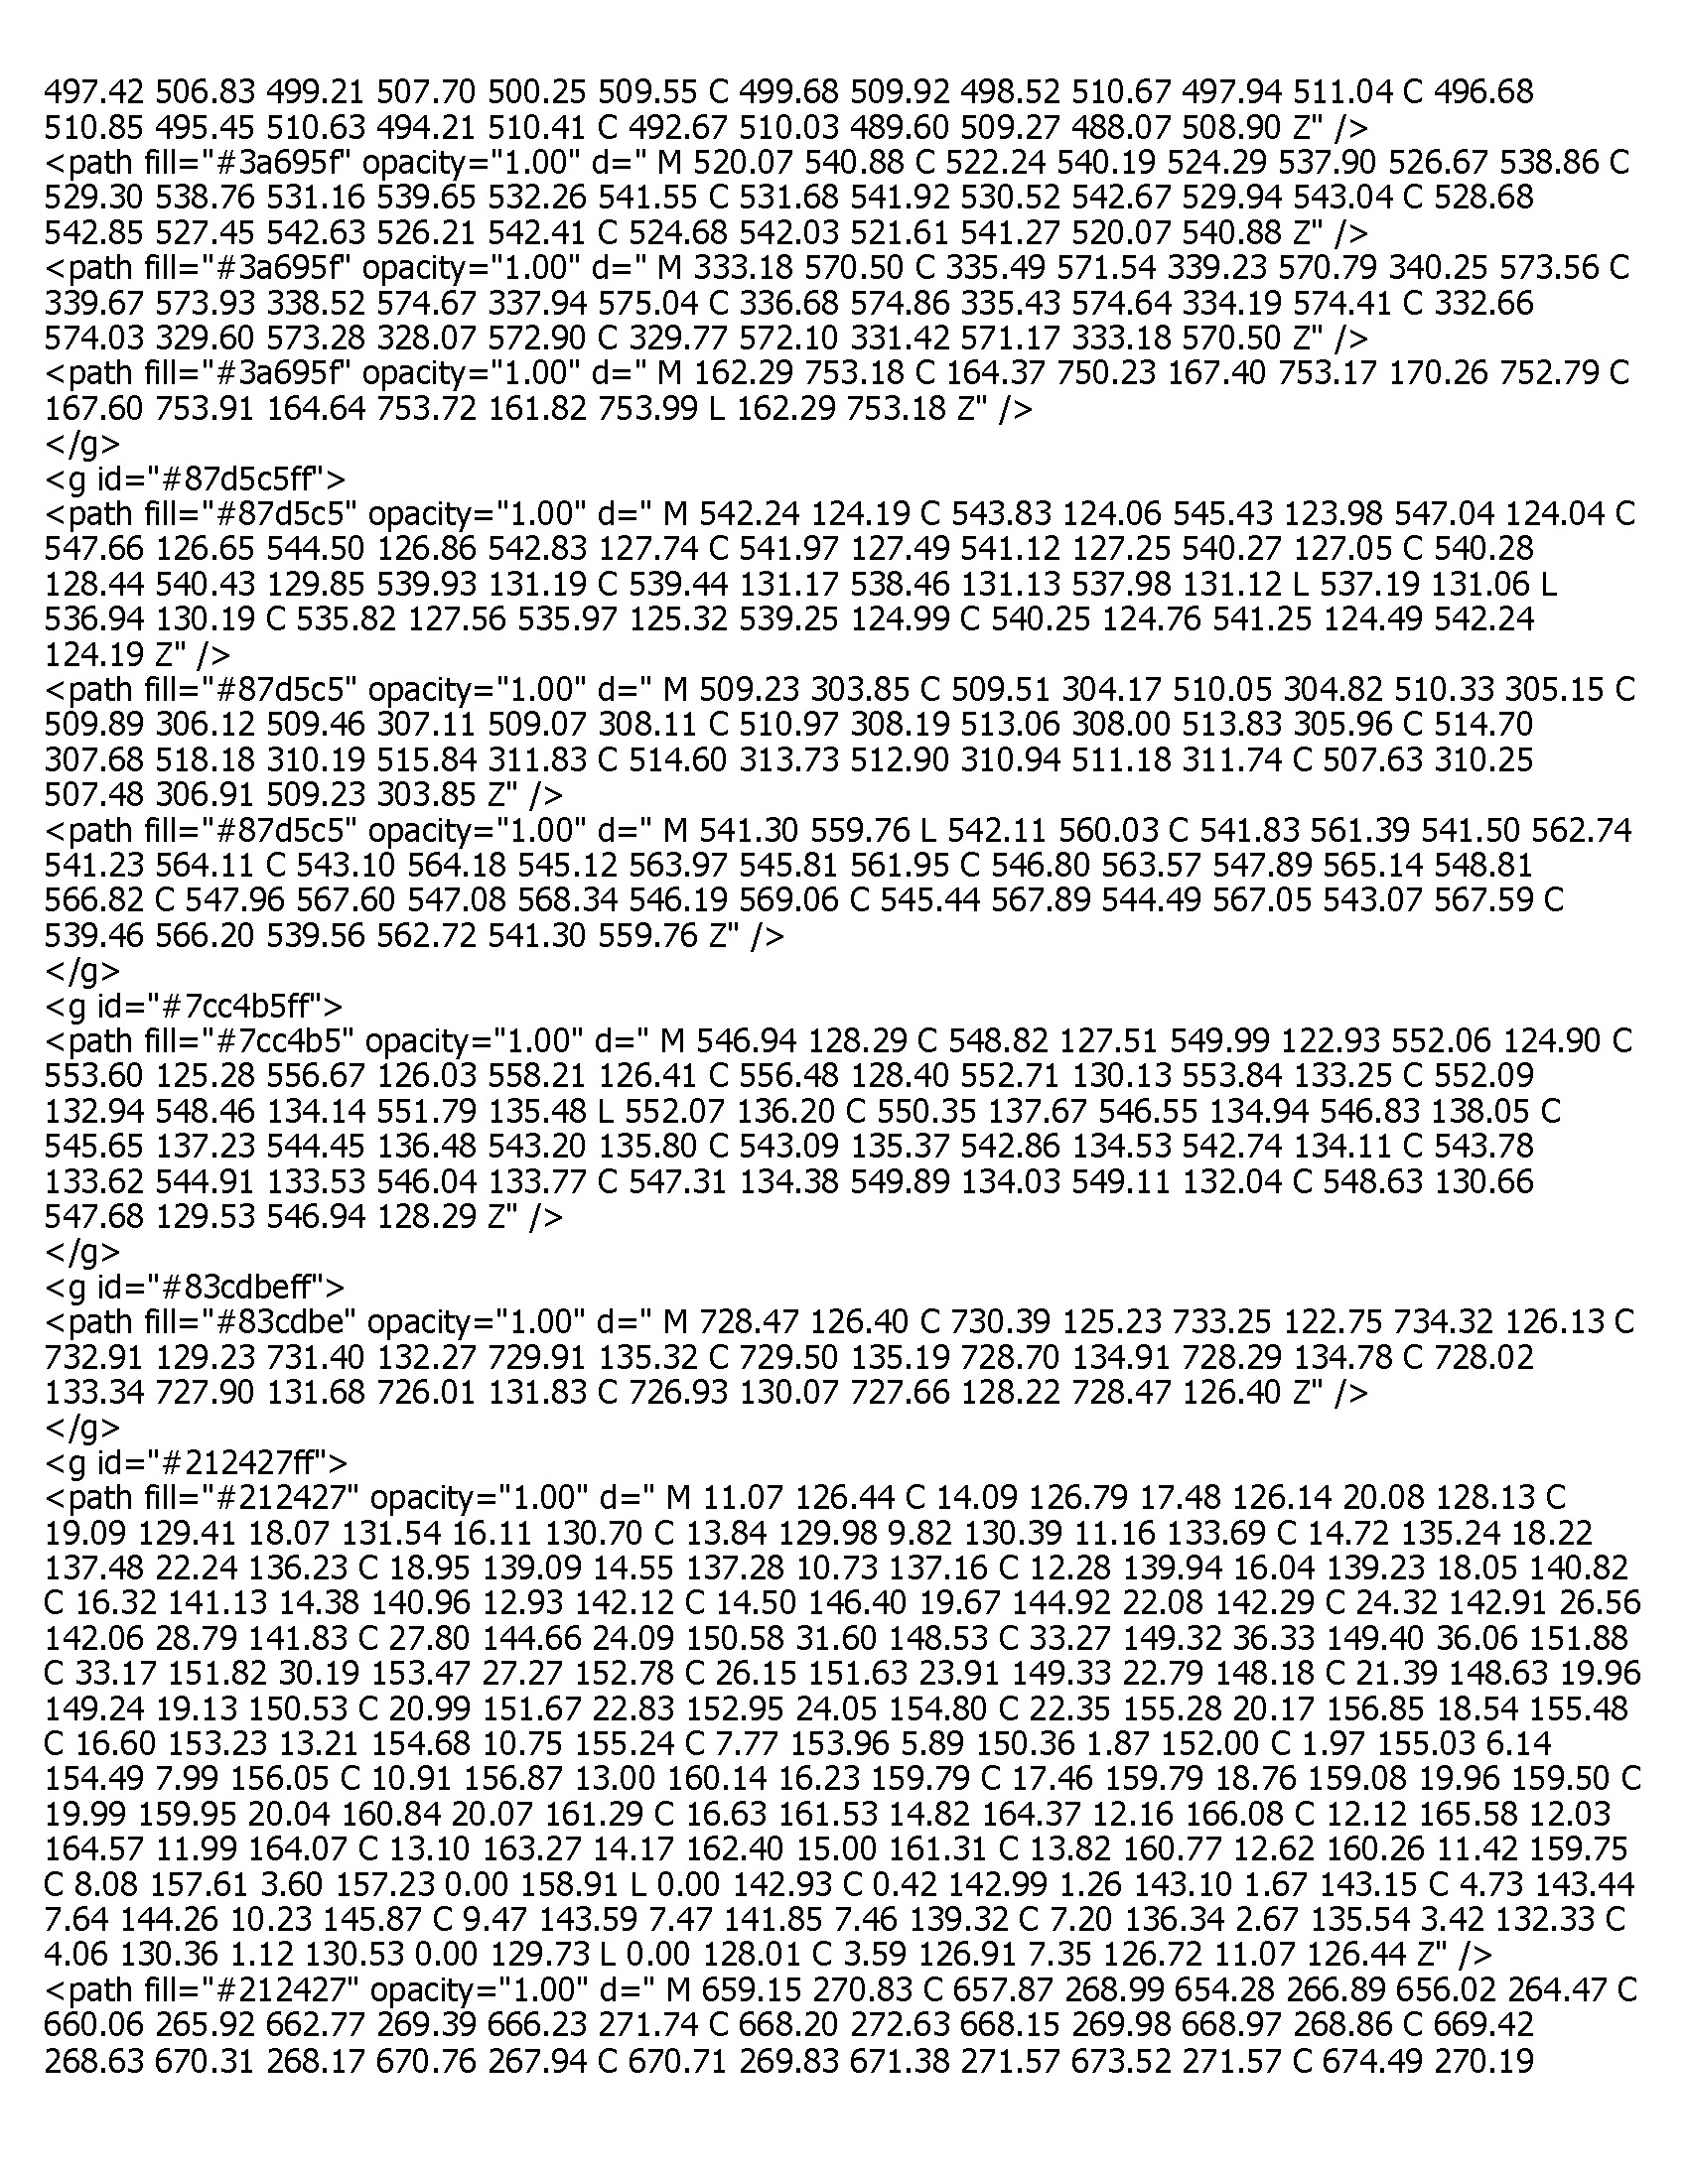 497.42 506.83 499.21 507.70 500.25 509.55 C 499.68 509.92 498.52 510.67 497.94 511.04 C 496.68
510.85 495.45 510.63 494.21 510.41 C 492.67 510.03 489.60 509.27 488.07 508.90 Z" />
<path fill="#3a695f" opacity="1.00" d=" M 520.07 540.88 C 522.24 540.19 524.29 537.90 526.67 538.86 C
529.30 538.76 531.16 539.65 532.26 541.55 C 531.68 541.92 530.52 542.67 529.94 543.04 C 528.68
542.85 527.45 542.63 526.21 542.41 C 524.68 542.03 521.61 541.27 520.07 540.88 Z" />
<path fill="#3a695f" opacity="1.00" d=" M 333.18 570.50 C 335.49 571.54 339.23 570.79 340.25 573.56 C
339.67 573.93 338.52 574.67 337.94 575.04 C 336.68 574.86 335.43 574.64 334.19 574.41 C 332.66
574.03 329.60 573.28 328.07 572.90 C 329.77 572.10 331.42 571.17 333.18 570.50 Z" />
<path fill="#3a695f" opacity="1.00" d=" M 162.29 753.18 C 164.37 750.23 167.40 753.17 170.26 752.79 C
167.60 753.91 164.64 753.72 161.82 753.99 L 162.29 753.18 Z" />
</g>
<g id="#87d5c5ff">
<path fill="#87d5c5" opacity="1.00" d=" M 542.24 124.19 C 543.83 124.06 545.43 123.98 547.04 124.04 C
547.66 126.65 544.50 126.86 542.83 127.74 C 541.97 127.49 541.12 127.25 540.27 127.05 C 540.28
128.44 540.43 129.85 539.93 131.19 C 539.44 131.17 538.46 131.13 537.98 131.12 L 537.19 131.06 L
536.94 130.19 C 535.82 127.56 535.97 125.32 539.25 124.99 C 540.25 124.76 541.25 124.49 542.24
124.19 Z" />
<path fill="#87d5c5" opacity="1.00" d=" M 509.23 303.85 C 509.51 304.17 510.05 304.82 510.33 305.15 C
509.89 306.12 509.46 307.11 509.07 308.11 C 510.97 308.19 513.06 308.00 513.83 305.96 C 514.70
307.68 518.18 310.19 515.84 311.83 C 514.60 313.73 512.90 310.94 511.18 311.74 C 507.63 310.25
507.48 306.91 509.23 303.85 Z" />
<path fill="#87d5c5" opacity="1.00" d=" M 541.30 559.76 L 542.11 560.03 C 541.83 561.39 541.50 562.74
541.23 564.11 C 543.10 564.18 545.12 563.97 545.81 561.95 C 546.80 563.57 547.89 565.14 548.81
566.82 C 547.96 567.60 547.08 568.34 546.19 569.06 C 545.44 567.89 544.49 567.05 543.07 567.59 C
539.46 566.20 539.56 562.72 541.30 559.76 Z" />
</g>
<g id="#7cc4b5ff">
<path fill="#7cc4b5" opacity="1.00" d=" M 546.94 128.29 C 548.82 127.51 549.99 122.93 552.06 124.90 C
553.60 125.28 556.67 126.03 558.21 126.41 C 556.48 128.40 552.71 130.13 553.84 133.25 C 552.09
132.94 548.46 134.14 551.79 135.48 L 552.07 136.20 C 550.35 137.67 546.55 134.94 546.83 138.05 C
545.65 137.23 544.45 136.48 543.20 135.80 C 543.09 135.37 542.86 134.53 542.74 134.11 C 543.78
133.62 544.91 133.53 546.04 133.77 C 547.31 134.38 549.89 134.03 549.11 132.04 C 548.63 130.66
547.68 129.53 546.94 128.29 Z" />
</g>
<g id="#83cdbeff">
<path fill="#83cdbe" opacity="1.00" d=" M 728.47 126.40 C 730.39 125.23 733.25 122.75 734.32 126.13 C
732.91 129.23 731.40 132.27 729.91 135.32 C 729.50 135.19 728.70 134.91 728.29 134.78 C 728.02
133.34 727.90 131.68 726.01 131.83 C 726.93 130.07 727.66 128.22 728.47 126.40 Z" />
</g>
<g id="#212427ff">
<path fill="#212427" opacity="1.00" d=" M 11.07 126.44 C 14.09 126.79 17.48 126.14 20.08 128.13 C
19.09 129.41 18.07 131.54 16.11 130.70 C 13.84 129.98 9.82 130.39 11.16 133.69 C 14.72 135.24 18.22
137.48 22.24 136.23 C 18.95 139.09 14.55 137.28 10.73 137.16 C 12.28 139.94 16.04 139.23 18.05 140.82
C 16.32 141.13 14.38 140.96 12.93 142.12 C 14.50 146.40 19.67 144.92 22.08 142.29 C 24.32 142.91 26.56
142.06 28.79 141.83 C 27.80 144.66 24.09 150.58 31.60 148.53 C 33.27 149.32 36.33 149.40 36.06 151.88
C 33.17 151.82 30.19 153.47 27.27 152.78 C 26.15 151.63 23.91 149.33 22.79 148.18 C 21.39 148.63 19.96
149.24 19.13 150.53 C 20.99 151.67 22.83 152.95 24.05 154.80 C 22.35 155.28 20.17 156.85 18.54 155.48
C 16.60 153.23 13.21 154.68 10.75 155.24 C 7.77 153.96 5.89 150.36 1.87 152.00 C 1.97 155.03 6.14
154.49 7.99 156.05 C 10.91 156.87 13.00 160.14 16.23 159.79 C 17.46 159.79 18.76 159.08 19.96 159.50 C
19.99 159.95 20.04 160.84 20.07 161.29 C 16.63 161.53 14.82 164.37 12.16 166.08 C 12.12 165.58 12.03
164.57 11.99 164.07 C 13.10 163.27 14.17 162.40 15.00 161.31 C 13.82 160.77 12.62 160.26 11.42 159.75
C 8.08 157.61 3.60 157.23 0.00 158.91 L 0.00 142.93 C 0.42 142.99 1.26 143.10 1.67 143.15 C 4.73 143.44
7.64 144.26 10.23 145.87 C 9.47 143.59 7.47 141.85 7.46 139.32 C 7.20 136.34 2.67 135.54 3.42 132.33 C
4.06 130.36 1.12 130.53 0.00 129.73 L 0.00 128.01 C 3.59 126.91 7.35 126.72 11.07 126.44 Z" />
<path fill="#212427" opacity="1.00" d=" M 659.15 270.83 C 657.87 268.99 654.28 266.89 656.02 264.47 C
660.06 265.92 662.77 269.39 666.23 271.74 C 668.20 272.63 668.15 269.98 668.97 268.86 C 669.42
268.63 670.31 268.17 670.76 267.94 C 670.71 269.83 671.38 271.57 673.52 271.57 C 674.49 270.19